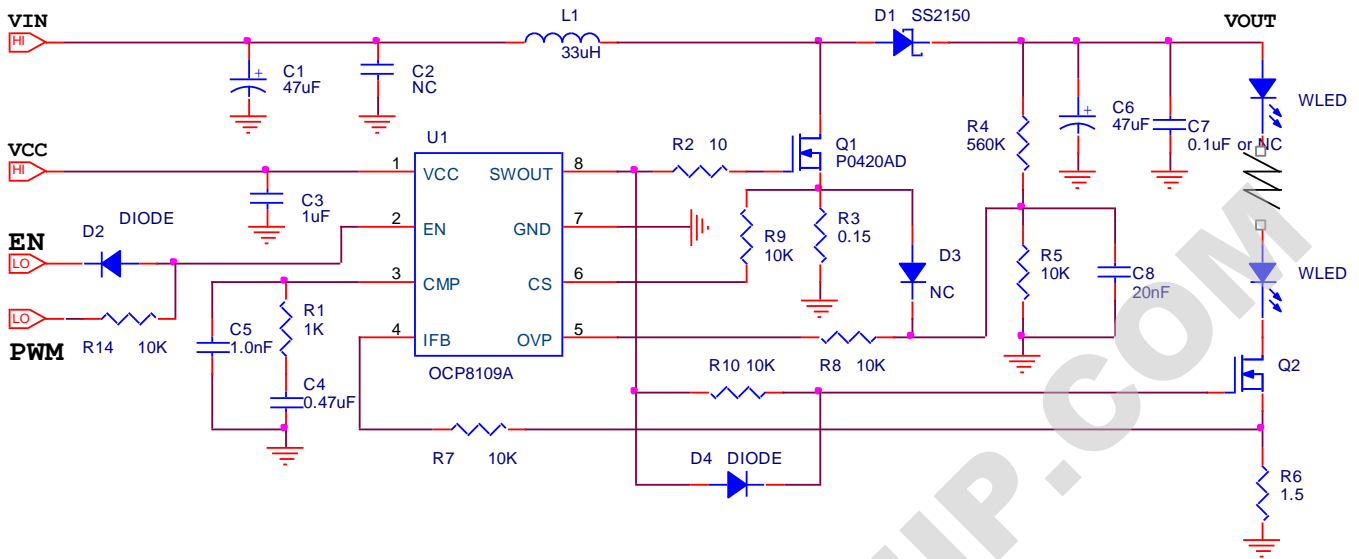 VIN
HI
L1
33uH
D1 SS2150
VOUT
C1
47uF
C2
NC
R4
560K
C6
47uF
C7
0.1uF or NC
WLED
VCC
HI
U1
1
VCC
SWOUT
8
R2 10
Q1
P0420AD
C3
1uF
D2
DIODE
2
EN
GND
7
R9
10K
R3
0.15
EN
LO
D3
NC
R5
10K
C8
20nF
WLED
3
CMP
CS
6
LO
PWM
R14 10K
C5
1.0nF
R1
1K
4
IFB
OVP
5
OCP8109A
R8 10K
R10 10K
Q2
C4
0.47uF
R7 10K
D4 DIODE
R6
1.5
IP.COM